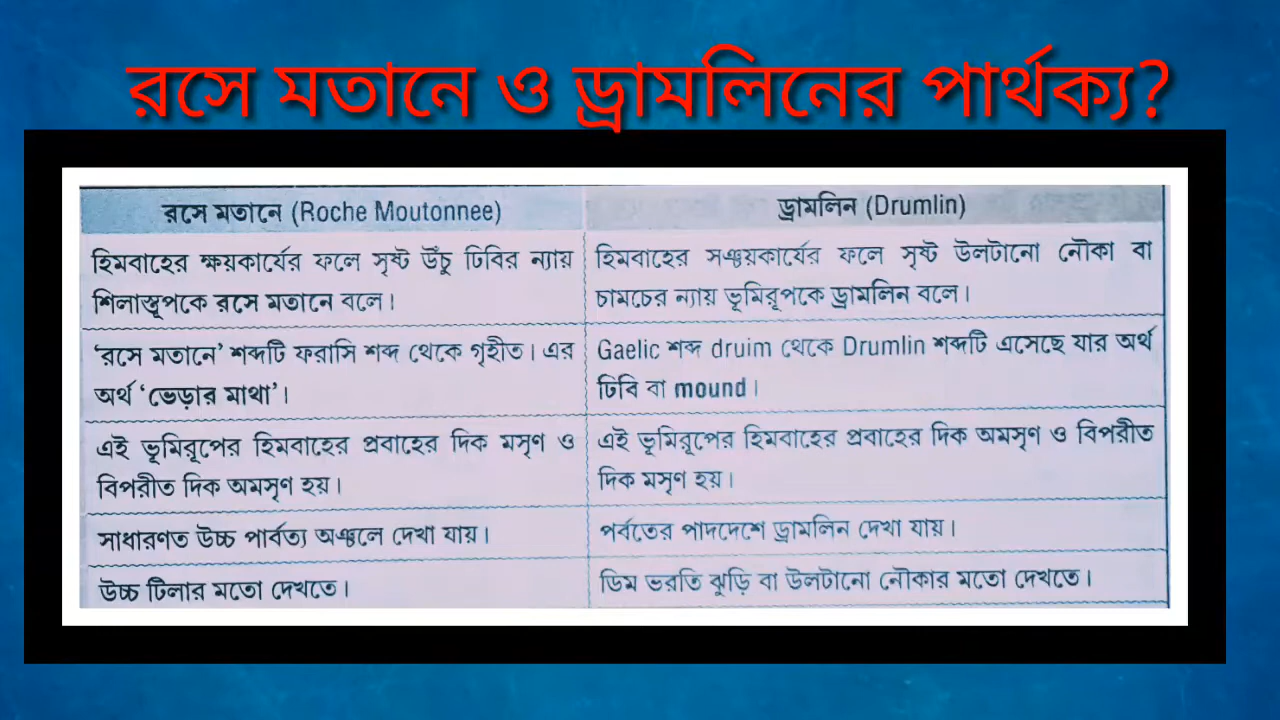 রসে মতানে ও ড্রামলিনের পার্থক্য?
রসে মতানে (Roche Moutonnee)
ড্রামলিন (Drumlin)
হিমবাহের ক্ষয়কার্যের ফলে সৃষ্ট উঁচু ঢিবির ন্যায়
শিলাস্তূপকে রসে মতানে বলে।
হিমবাহের সঞ্চয়কার্যের ফলে সৃষ্ট উলটানো নৌকা বা
চামচের ন্যায় ভূমিরূপকে ড্রামলিন বলে।
‘রসে মতানে’ শব্দটি ফরাসি শব্দ থেকে গৃহীত। এর
অর্থ ‘ভেড়ার মাথা’।
Gaelic শব্দ druim থেকে Drumlin শব্দটি এসেছে যার অর্থ
ঢিবি বা mound।
এই ভূমিরূপের হিমবাহের প্রবাহের দিক মসৃণ ও
বিপরীত দিক অমসৃণ হয়।
এই ভূমিরূপের হিমবাহের প্রবাহের দিক অমসৃণ ও বিপরীত
দিক মসৃণ হয়।
সাধারণত উচ্চ পার্বত্য অঞ্চলে দেখা যায়।
পর্বতের পাদদেশে ড্রামলিন দেখা যায়।
উচ্চ টিলার মতো দেখতে।
ডিম ভরতি ঝুড়ি বা উলটানো নৌকার মতো দেখতে।